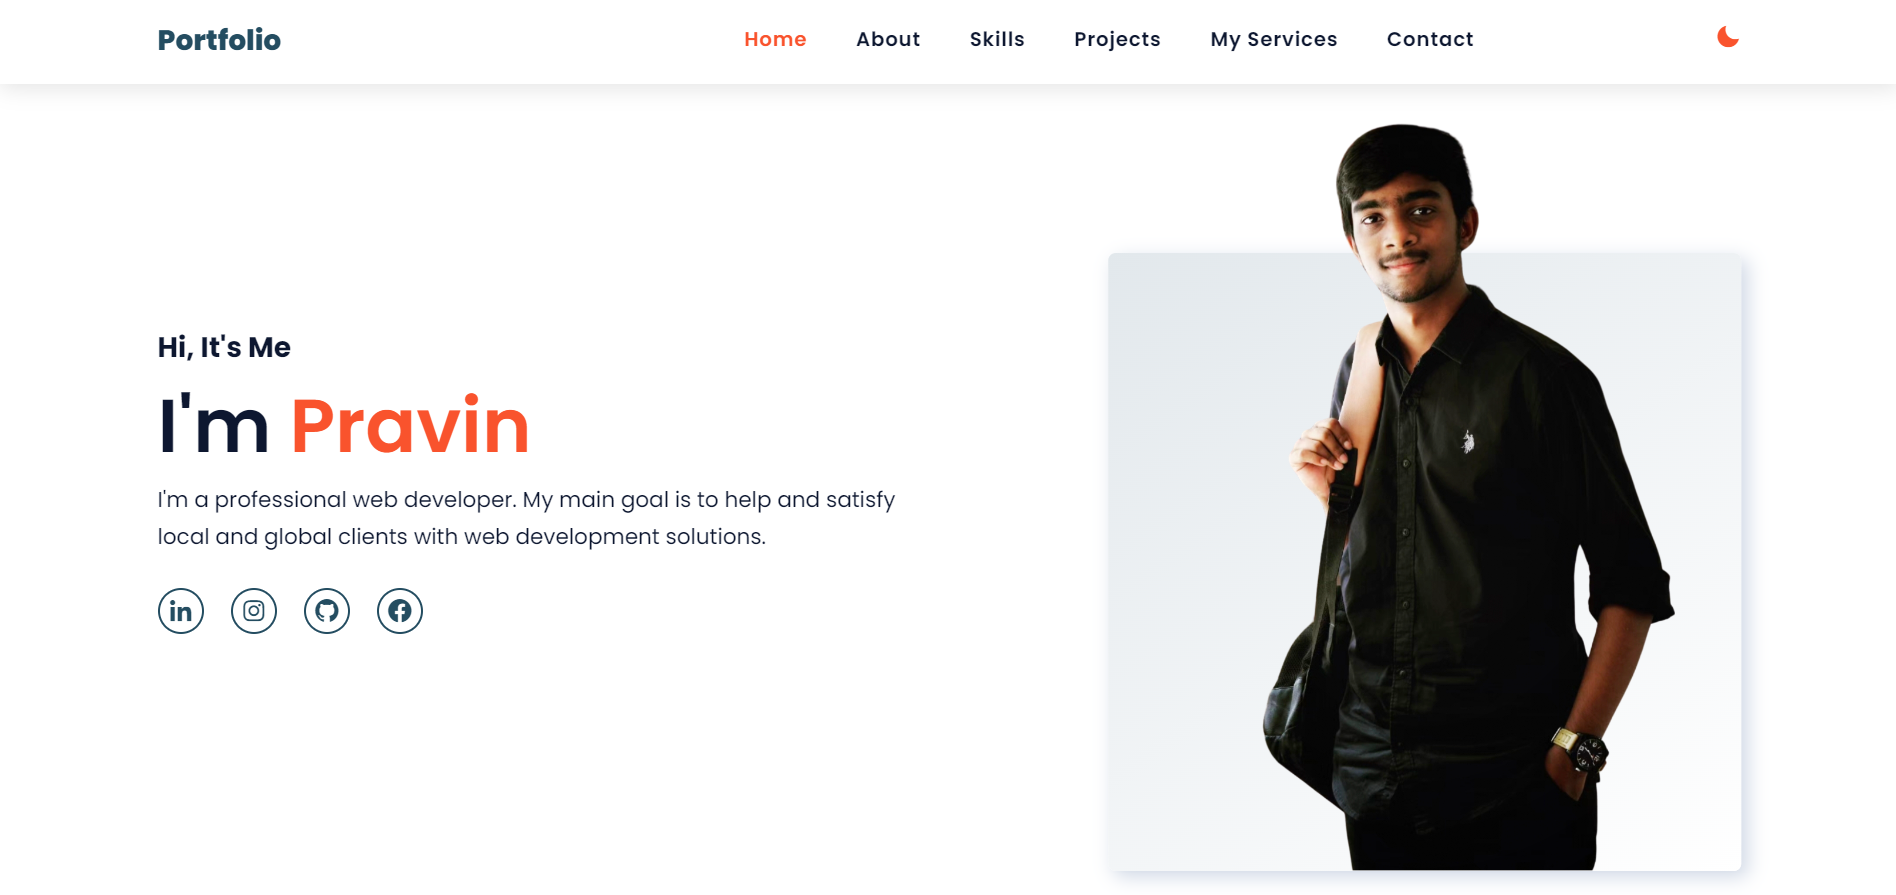 Portfolio
Home About Skills Projects My Services Contact
Hi, It's Me
I'm Pravin
I'm a professional web developer. My main goal is to help and satisfy
local and global clients with web development solutions.